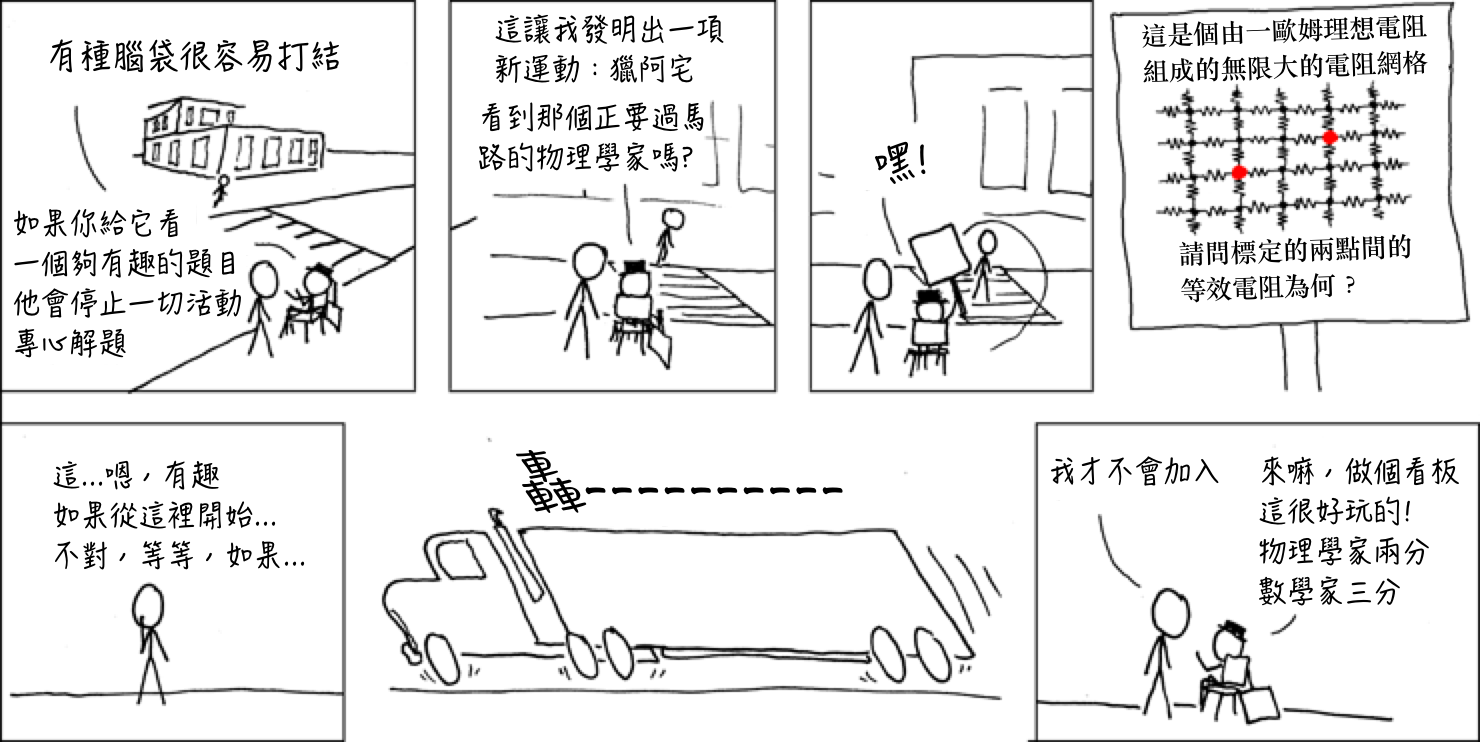 有種腦袋很容易打結
如果你給它看
一個夠有趣的題目
他會停止一切活動
專心解題
這讓我發明出一項
新運動：獵阿宅
看到那個正要過馬
路的物理學家嗎?
嘿!
這是個由一歐姆理想電阻
組成的無限大的電阻網格
請問標定的兩點間的
等效電阻為何？
這...嗯，有趣
如果從這裡開始...
不對，等等，如果...
轟-----------
我才不會加入
來嘛，做個看板
這很好玩的!
物理學家兩分
數學家三分